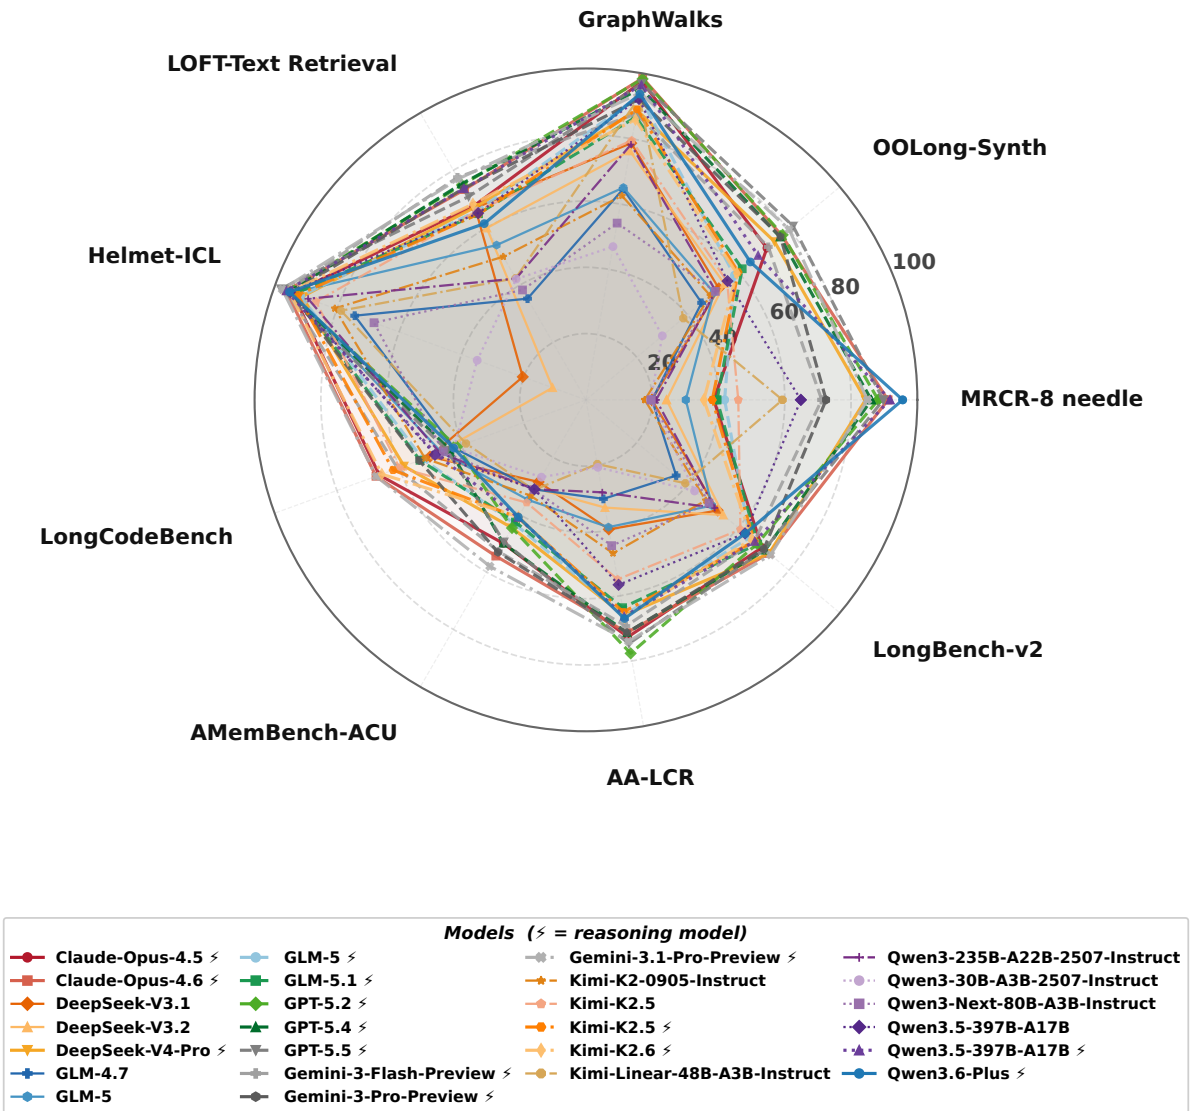 GraphWalks
LOFT-Text Retrieval
OOLong-Synth
Helmet-ICL
100
80
60
40
20
MRCR-8 needle
LongCodeBench
LongBench-v2
AMemBench-ACU
AA-LCR
Models (⚡ = reasoning model)
Claude-Opus-4.5 ⚡
Claude-Opus-4.6 ⚡
DeepSeek-V3.1
DeepSeek-V3.2
DeepSeek-V4-Pro ⚡
GLM-4.7
GLM-5
GLM-5 ⚡
GLM-5.1 ⚡
GPT-5.2 ⚡
GPT-5.4 ⚡
GPT-5.5 ⚡
Gemini-3-Flash-Preview ⚡
Gemini-3-Pro-Preview ⚡
Gemini-3.1-Pro-Preview ⚡
Kimi-K2-0905-Instruct
Kimi-K2.5
Kimi-K2.5 ⚡
Kimi-K2.6 ⚡
Kimi-Linear-48B-A3B-Instruct
Qwen3-235B-A22B-2507-Instruct
Qwen3-30B-A3B-2507-Instruct
Qwen3-Next-80B-A3B-Instruct
Qwen3.5-397B-A17B
Qwen3.5-397B-A17B ⚡
Qwen3.6-Plus ⚡